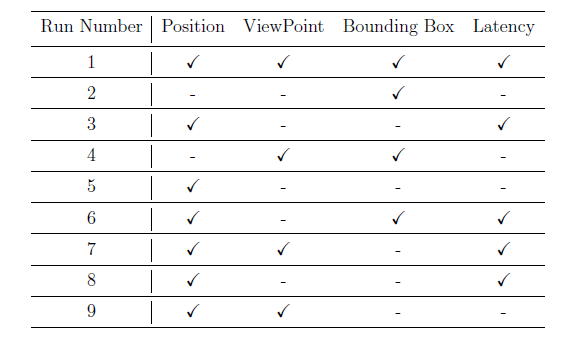 Run Number Position ViewPoint Bounding Box Latency
1 ✓ ✓ ✓ ✓
2 - - ✓ -
3 ✓ - - ✓
4 - ✓ ✓ -
5 ✓ - - -
6 ✓ - ✓ ✓
7 ✓ ✓ - ✓
8 ✓ - - ✓
9 ✓ ✓ - -